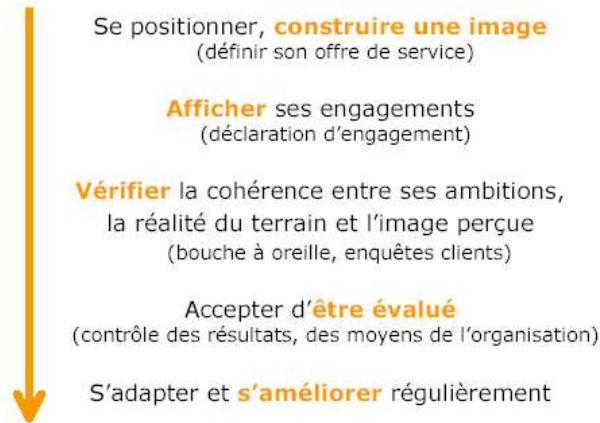 Se positionner, construire une image
(définir son offre de service)
Afficher ses engagements
(déclaration d'engagement)
Vérifier la cohérence entre ses ambitions,
la réalité du terrain et l'image perçue
(bouche à oreille, enquêtes clients)
Accepter d'être évalué
(contrôle des résultats, des moyens de l'organisation)
S'adapter et s'améliorer régulièrement